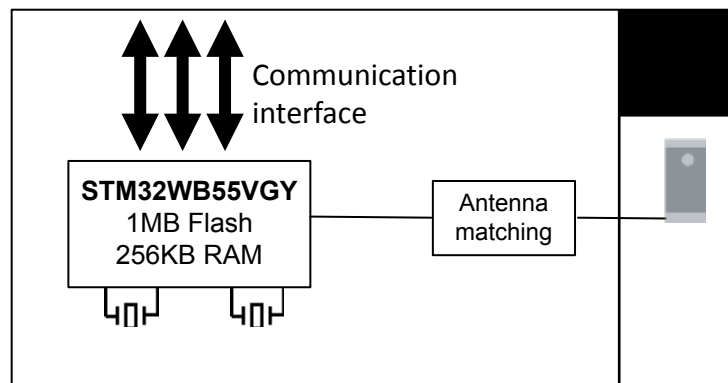 Communication
interface
STM32WB55VGY
1MB Flash
256KB RAM
Antenna
matching